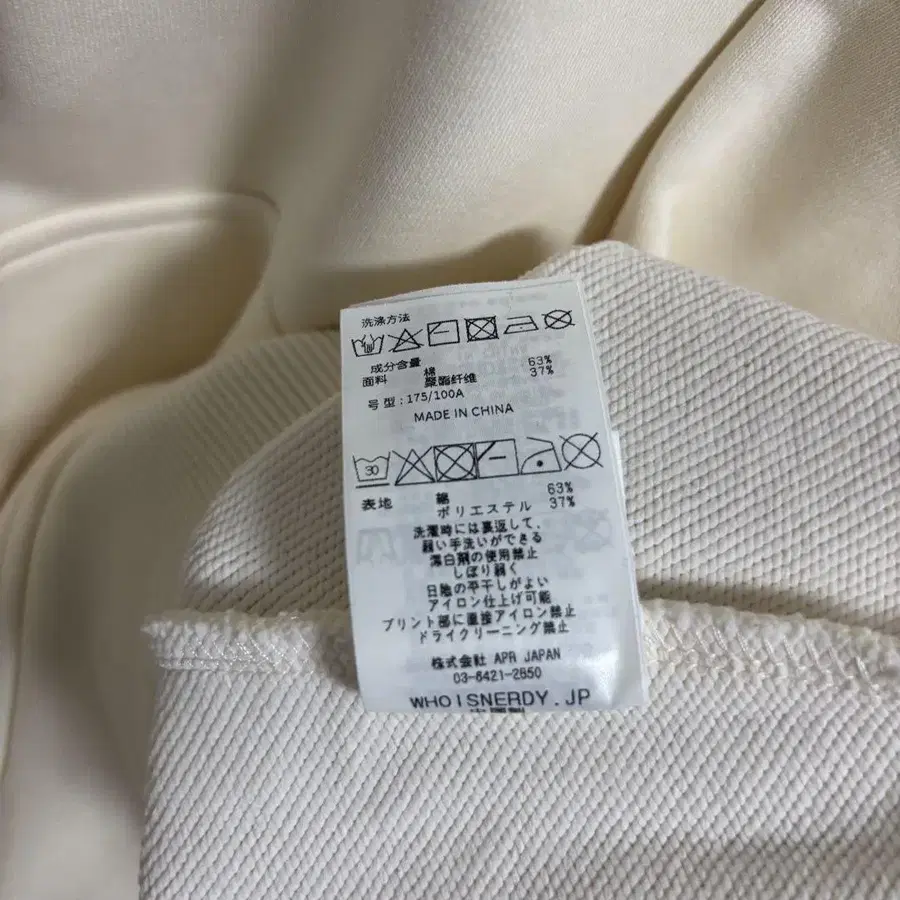 洗涤方法
成分含量
面料 棉 63%
聚酯纤维 37%
号型:175/100A
MADE IN CHINA
30
表地 綿 63%
ポリエステル 37%
洗濯時には裏返して、
弱い手洗いができる
漂白剤の使用禁止
しぼり弱く
日陰の平干しがよい
アイロン仕上げ可能
プリント部に直接アイロン禁止
ドライクリーニング禁止
株式会社 APR JAPAN
03-6421-2650
WHOISNERDY.JP